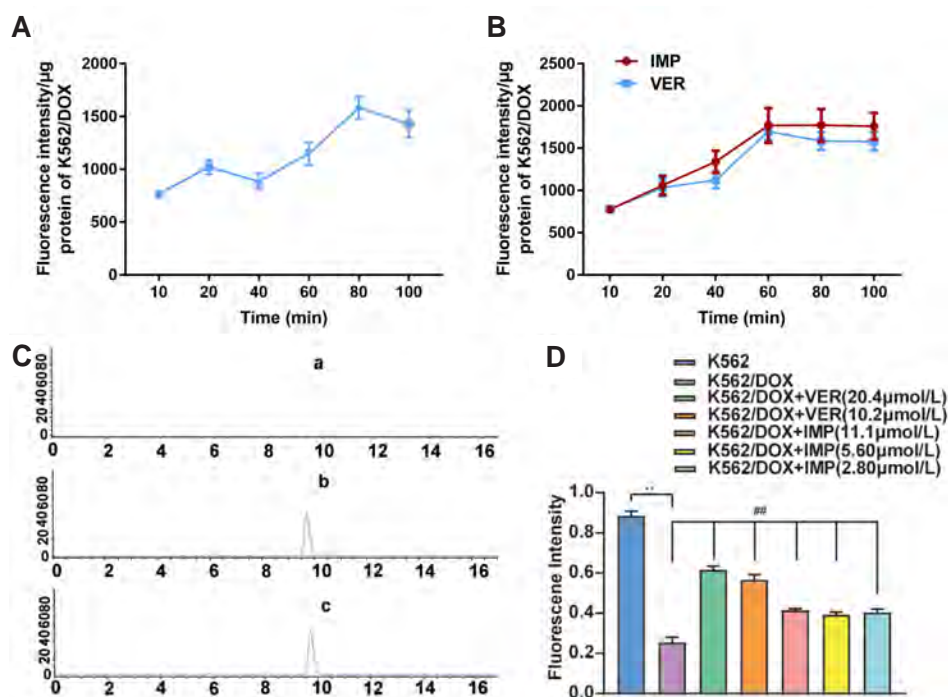 A
Fluorescence intensity/µg
protein of K562/DOX
2000
1500
1000
500
0
10 20 40 60 80 100
Time (min)
B
IMP
VER
Fluorescence intensity/µg
protein of K562/DOX
2500
2000
1500
1000
500
0
10 20 40 60 80 100
Time (min)
C
a
0 20406080
0 2 4 6 8 10 12 14 16
b
0 20406080
0 2 4 6 8 10 12 14 16
c
0 20406080
0 2 4 6 8 10 12 14 16
D
K562
K562/DOX
K562/DOX+VER(20.4µmol/L)
K562/DOX+VER(10.2µmol/L)
K562/DOX+IMP(11.1µmol/L)
K562/DOX+IMP(5.60µmol/L)
K562/DOX+IMP(2.80µmol/L)
Fluorescene Intensity
1.0
0.8
0.6
0.4
0.2
0.0
**
##